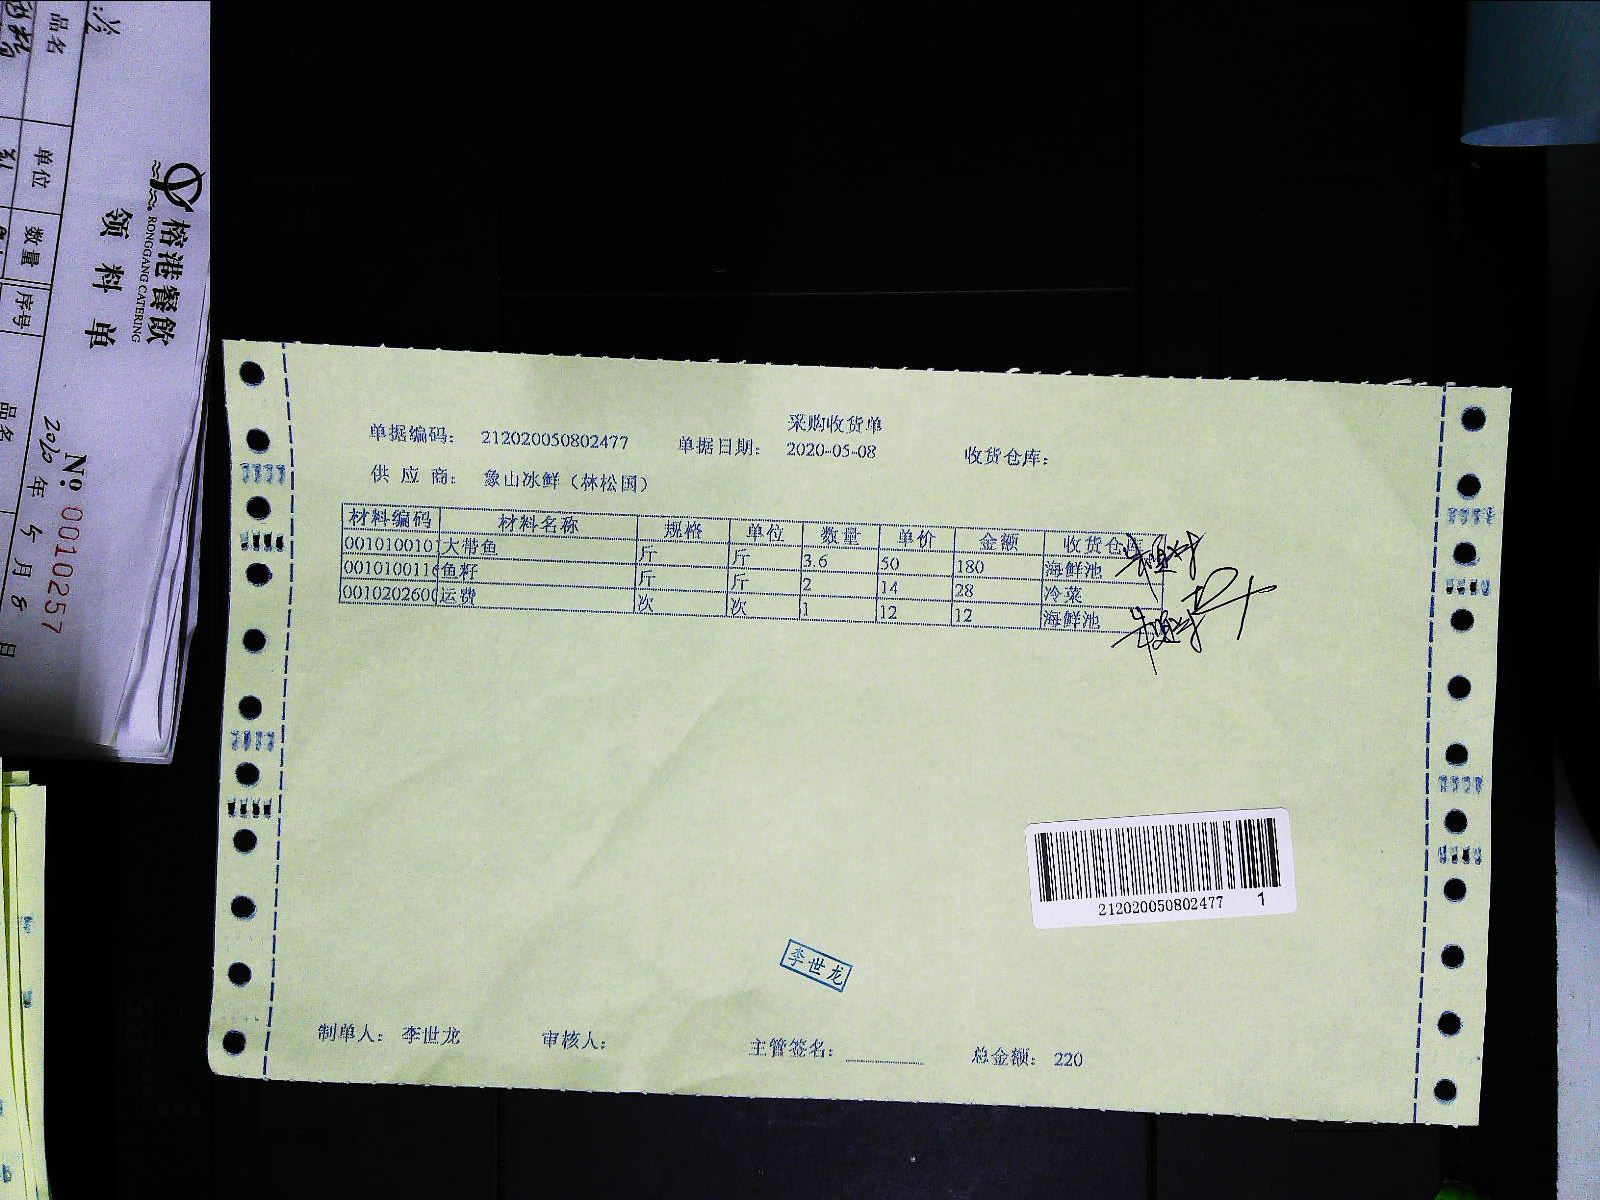 采购收货单
单据编码: 212020050802477 单据日期: 2020-05-08 收货仓库:
供 应 商: 象山冰鲜（林松国）
材料编码 材料名称 规格 单位 数量 单价 金额 收货仓库
0010100101 大带鱼 斤 斤 3.6 50 180 海鲜池
001010011 鱼籽 斤 斤 2 14 28 冷菜
001020260 运费 次 次 1 12 12 海鲜池
212020050802477 1
李世龙
制单人: 李世龙 审核人: 主管签名: 总金额: 220
榕港餐飲
RONGGANG CATERING
领料单
No 0010257
2020 年 5 月 8 日
品名 单位 数量 序号 品名